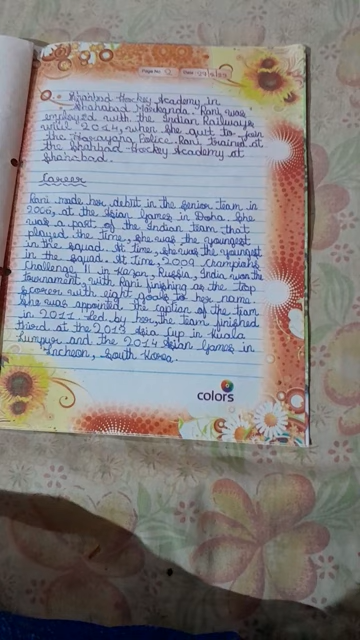 Page No. 2 Date
Shahbad Hockey Academy in
Shahabad Markanda. Rani was
employed with the Indian Railways
until 2014, when she quit to join
the Harayana Police. Rani trained at
the Shahbad Hockey Academy at
Shahabad.
Career
Rani made her debut in the senior team in
2006, at the Asian Games in Doha she
was a part of the Indian team that
played the time, she was the youngest
in the squad. At time, she was the youngest
in the squad. At time 2009 Champions
Challenge II in Kazan, Russia, India won the
tournament, with Rani finishing as the top
scorer with eight goals to her name.
She was appointed the caption of the team
in 2011. Led by her, the team finished
third at the 2013 Asia Cup in Kuala
Lumpur and the 2014 Asian Games in
Incheon, South Korea.
colors